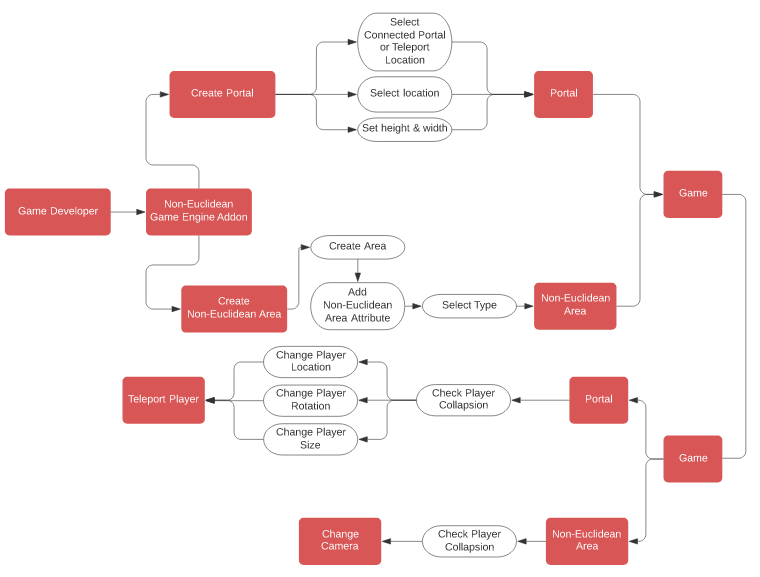 Select
Connected Portal
or Teleport
Location
Create Portal
Select location
Portal
Set height & width
Game
Game Developer
Non-Euclidean
Game Engine Addon
Create Area
Create
Non-Euclidean Area
Add
Non-Euclidean
Area Attribute
Select Type
Non-Euclidean
Area
Change Player
Location
Teleport Player
Change Player
Rotation
Check Player
Collapsion
Portal
Change Player
Size
Game
Change
Camera
Check Player
Collapsion
Non-Euclidean
Area